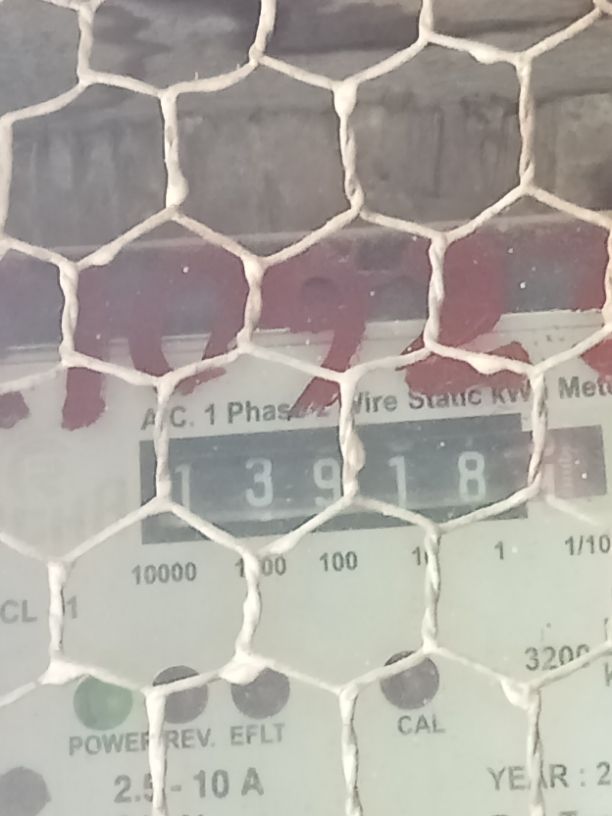 A.C. 1 Phase 2 Wire Static kWh Mete
1 3 9 1 8
10000 1000 100 10 1 1/10
CL 1
3200
POWER REV. EFLT CAL
2.5 - 10 A YEAR : 2